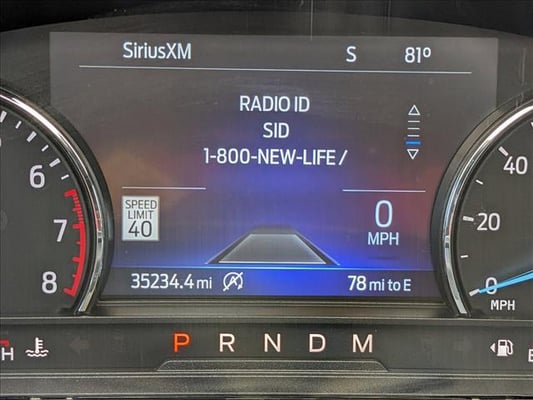 SiriusXM S 81°
RADIO ID
SID
1-800-NEW-LIFE /
SPEED
LIMIT
40
0
MPH
35234.4 mi A 78 mi to E
6
7
8
40
20
0
MPH
H P R N D M